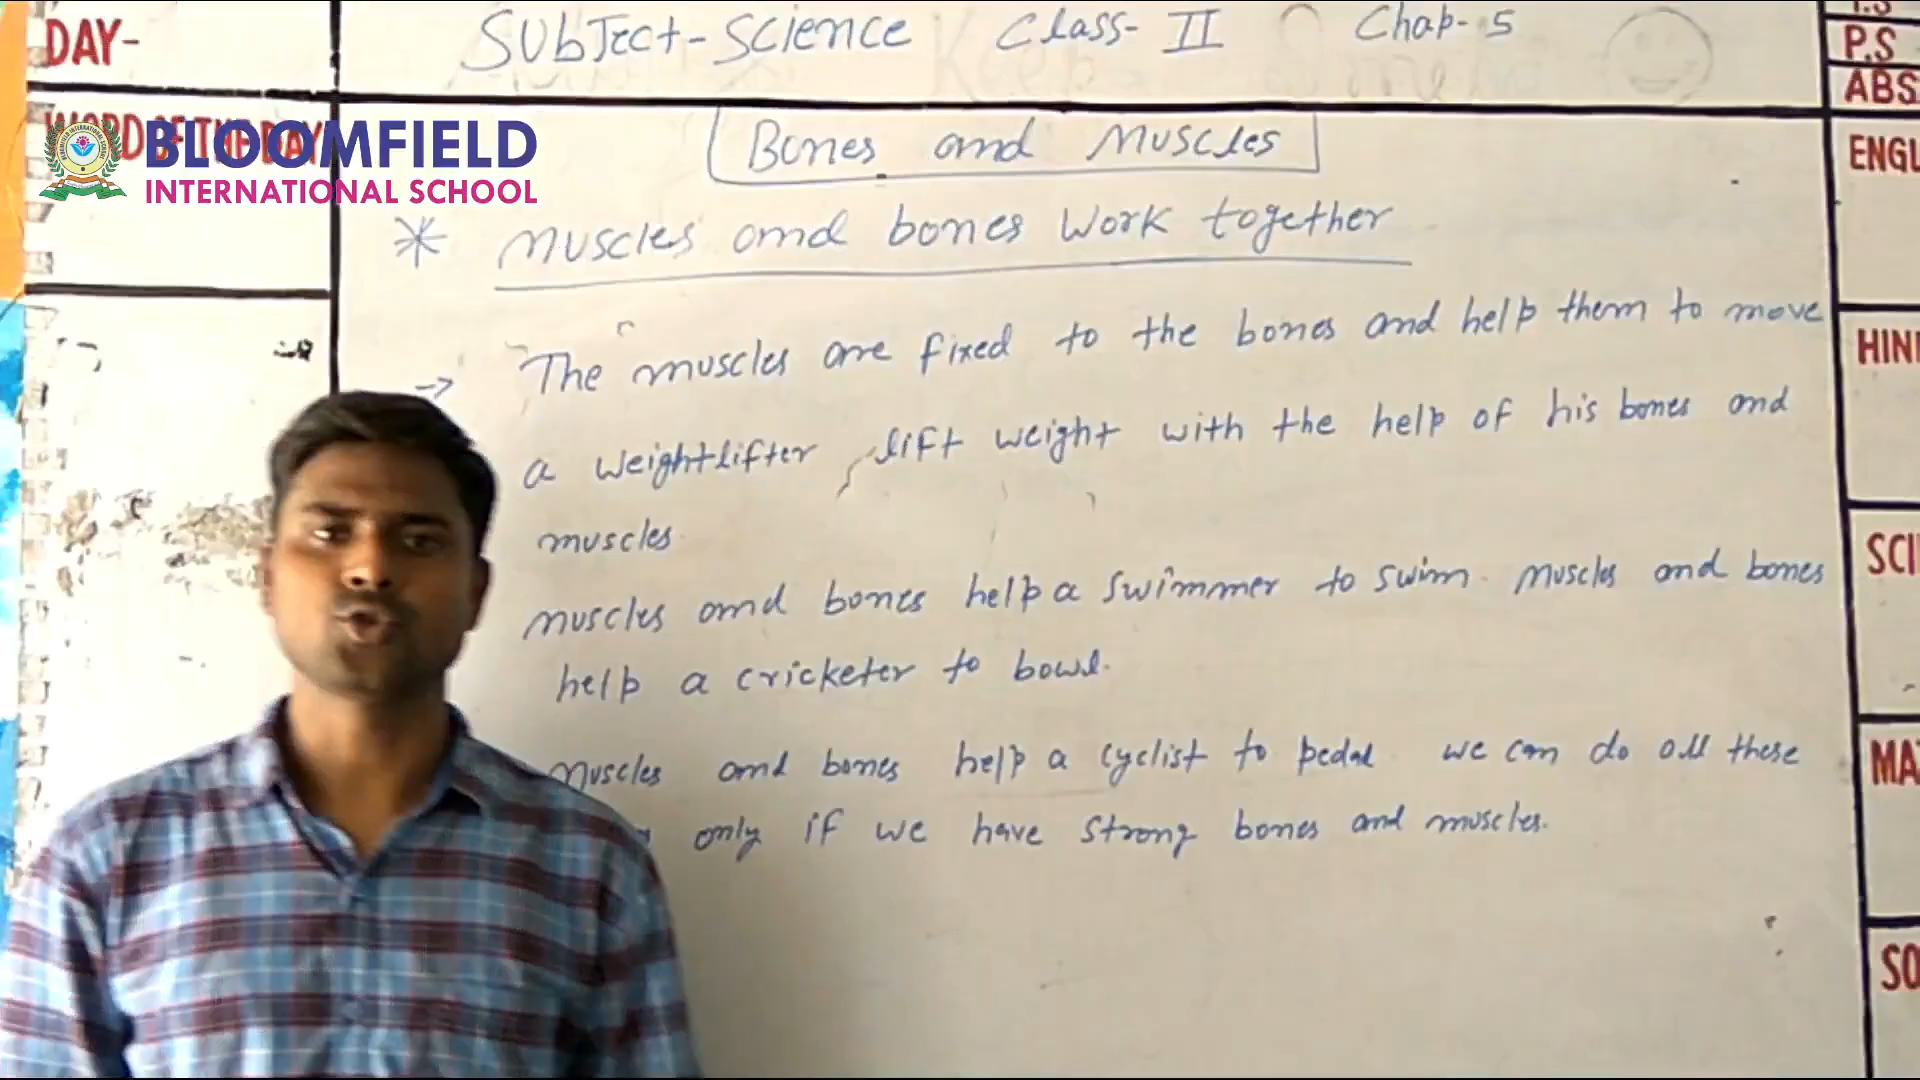 DAY-
Subject-Science Class-II Chap-5
T.S
P.S
ABS
WORD OF THE DAY
BLOOMFIELD
INTERNATIONAL SCHOOL
Bones and Muscles
* Muscles and bones work together
→ The muscles are fixed to the bones and help them to move
a weightlifter lift weight with the help of his bones and
muscles
muscles and bones help a swimmer to swim. Muscles and bones
help a cricketer to bowl.
Muscles and bones help a cyclist to pedal. we can do all these
only if we have strong bones and muscles.
ENGL
HIN
SCI
MA
SO